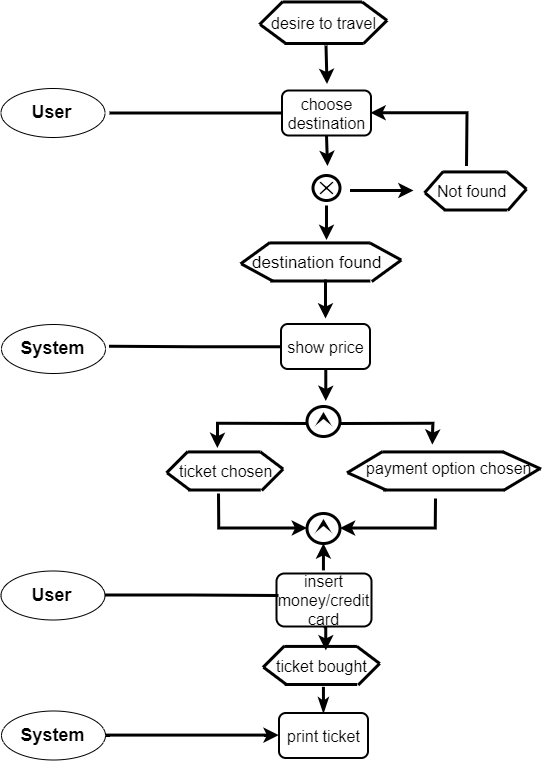 desire to travel
User
choose
destination
Not found
destination found
System
show price
ticket chosen
payment option chosen
User
insert
money/credit
card
ticket bought
System
print ticket